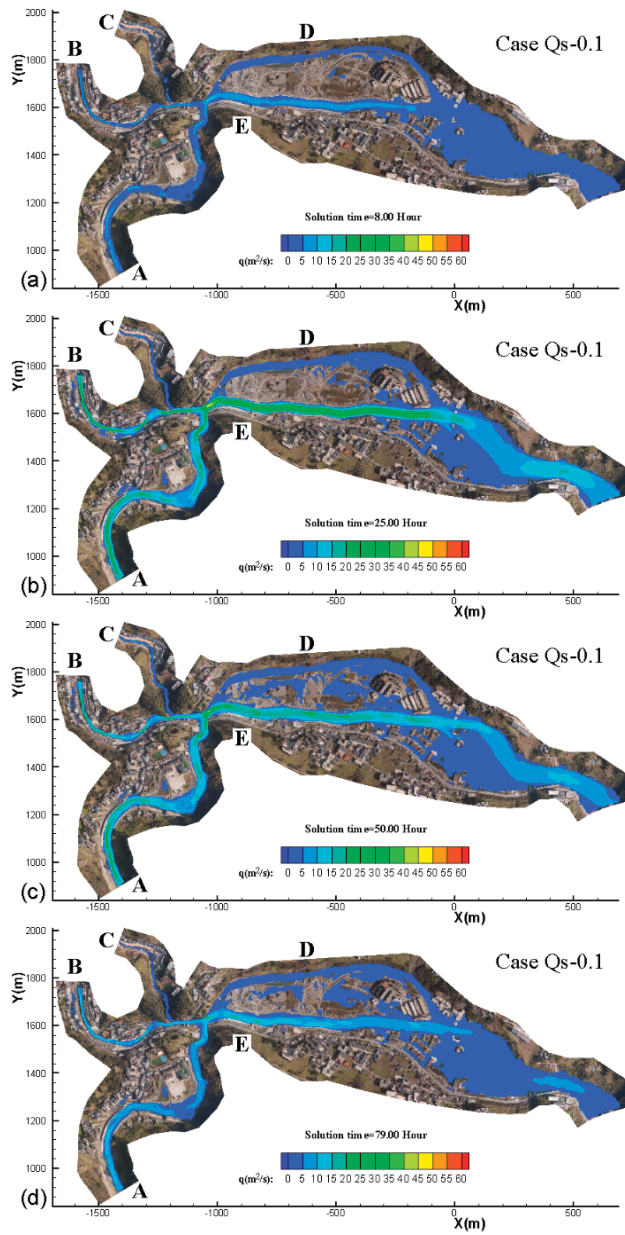 C
D
B
Case Qs-0.1
E
A
Y(m)
2000
1800
1600
1400
1200
1000
Solution time=8.00 Hour
q(m²/s): 0 5 10 15 20 25 30 35 40 45 50 55 60
(a)
-1500 -1000 -500 0 500
X(m)
C
D
B
Case Qs-0.1
E
A
Y(m)
2000
1800
1600
1400
1200
1000
Solution time=25.00 Hour
q(m²/s): 0 5 10 15 20 25 30 35 40 45 50 55 60
(b)
-1500 -1000 -500 0 500
X(m)
C
D
B
Case Qs-0.1
E
A
Y(m)
2000
1800
1600
1400
1200
1000
Solution time=50.00 Hour
q(m²/s): 0 5 10 15 20 25 30 35 40 45 50 55 60
(c)
-1500 -1000 -500 0 500
X(m)
C
D
B
Case Qs-0.1
E
A
Y(m)
2000
1800
1600
1400
1200
1000
Solution time=79.00 Hour
q(m²/s): 0 5 10 15 20 25 30 35 40 45 50 55 60
(d)
-1500 -1000 -500 0 500
X(m)